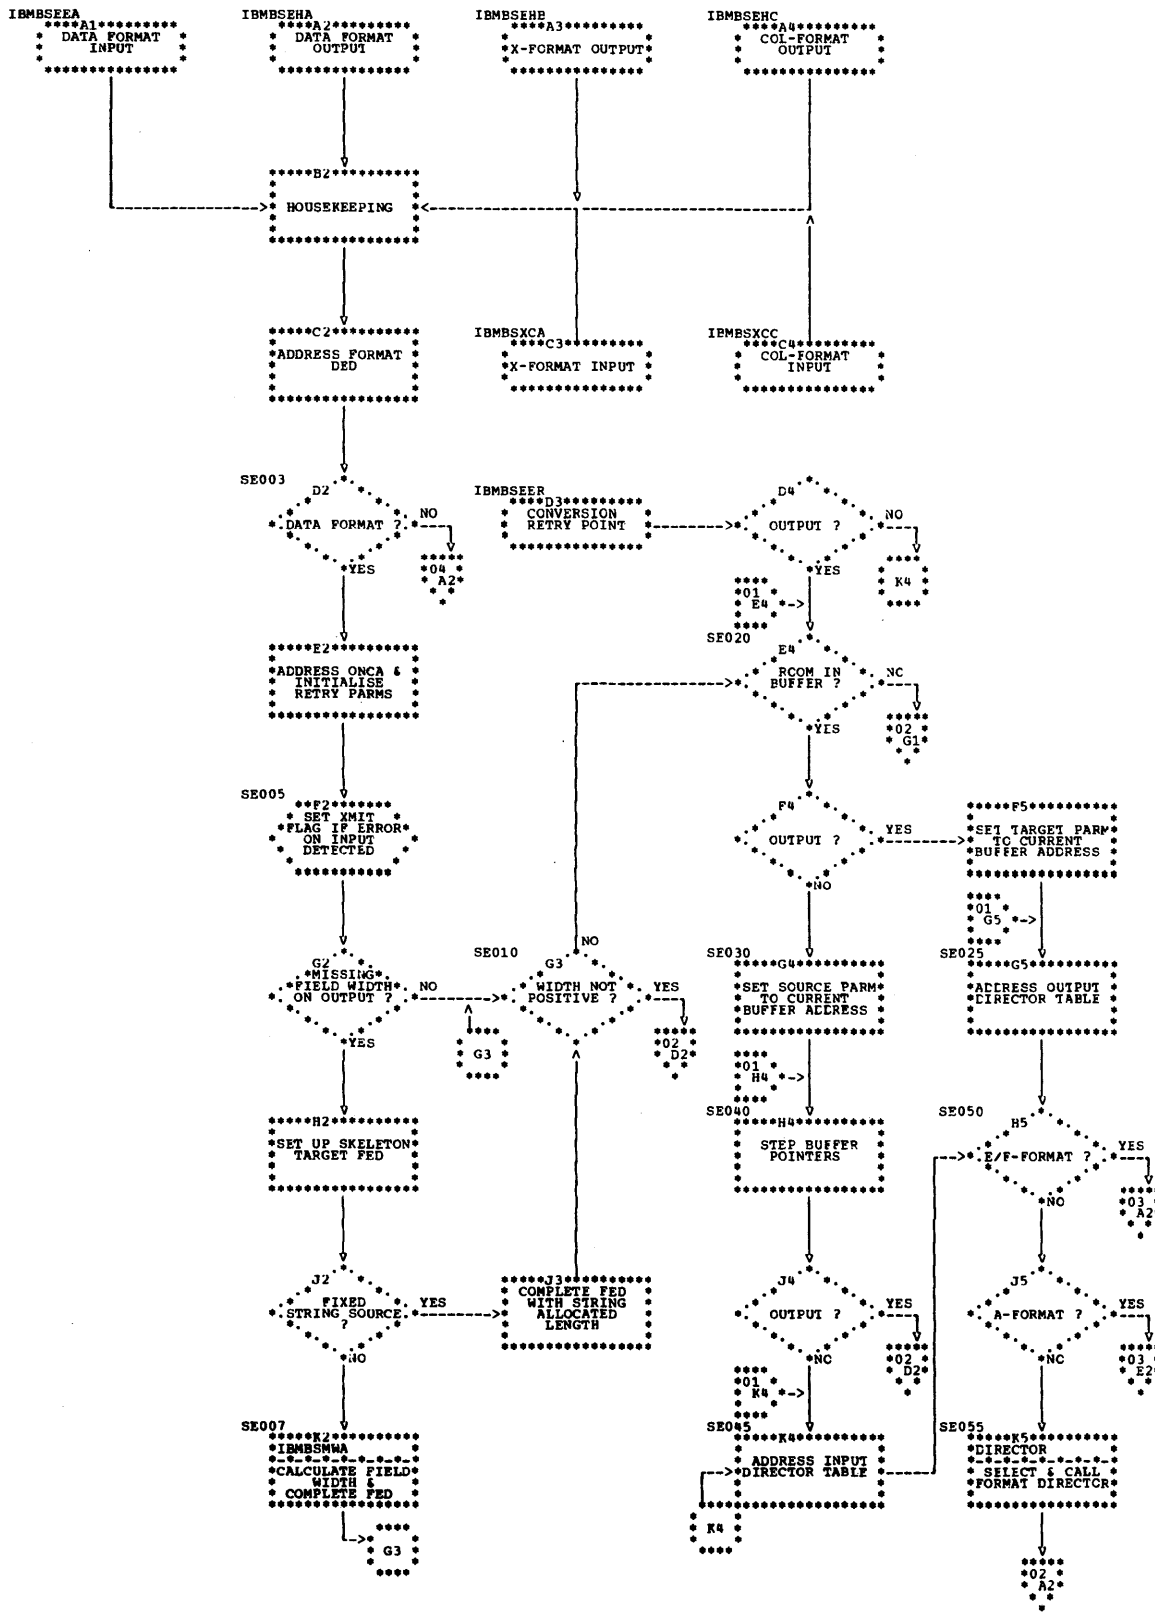 IBMBSEEA
A1
DATA FORMAT
INPUT
IBMBSEHA
A2
DATA FORMAT
OUTPUT
IBMBSEHB
A3
X-FORMAT OUTPUT
IBMBSEHC
A4
COL-FORMAT
OUTPUT
B2
HOUSEKEEPING
C2
ADDRESS FORMAT
DED
IBMBSXCA
C3
X-FORMAT INPUT
IBMBSXCC
C4
COL-FORMAT
INPUT
SE003
D2
DATA FORMAT ?
NO
YES
04
A2
IBMBSEER
D3
CONVERSION
RETRY POINT
D4
OUTPUT ?
NO
YES
K4
01
E4
E2
ADDRESS ONCA &
INITIALISE
RETRY PARMS
SE020
E4
ROOM IN
BUFFER ?
NC
YES
02
G1
SE005
F2
SET XMIT
FLAG IF ERROR
ON INPUT
DETECTED
F4
OUTPUT ?
YES
NO
F5
SET TARGET PARM
TO CURRENT
BUFFER ADDRESS
01
G5
G2
MISSING
FIELD WIDTH
ON OUTPUT ?
NO
YES
G3
SE010
G3
WIDTH NOT
POSITIVE ?
NO
YES
02
D2
SE030
G4
SET SOURCE PARM
TO CURRENT
BUFFER ADDRESS
SE025
G5
ADDRESS OUTPUT
DIRECTOR TABLE
01
H4
H2
SET UP SKELETON
TARGET FED
SE040
H4
STEP BUFFER
POINTERS
SE050
H5
E/F-FORMAT ?
YES
NO
03
A2
J2
FIXED
STRING SOURCE
?
YES
NO
J3
COMPLETE FED
WITH STRING
ALLOCATED
LENGTH
J4
OUTPUT ?
YES
NC
02
D2
J5
A-FORMAT ?
YES
NC
03
E2
01
K4
SE007
K2
IBMBSMWA
CALCULATE FIELD
WIDTH &
COMPLETE FED
G3
SE045
K4
ADDRESS INPUT
DIRECTOR TABLE
K4
SE055
K5
DIRECTOR
SELECT & CALL
FORMAT DIRECTOR
02
A2